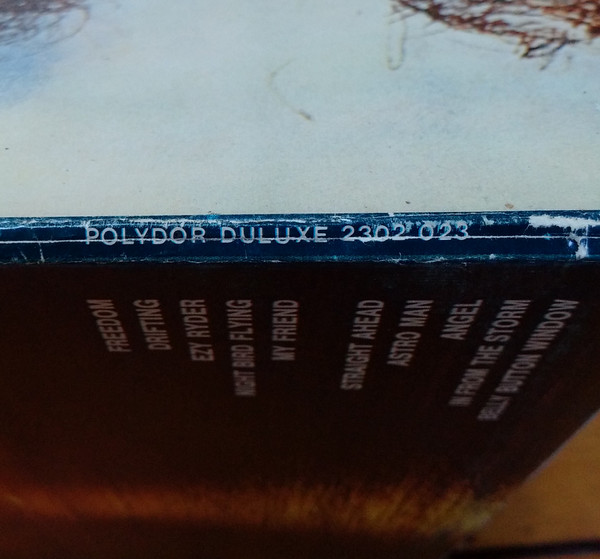 POLYDOR DULUXE 2302 023
FREEDOM
DRIFTING
EZY RYDER
NIGHT BIRD FLYING
MY FRIEND
STRAIGHT AHEAD
ASTRO MAN
ANGEL
IN FROM THE STORM
BELLY BUTTON WINDOW